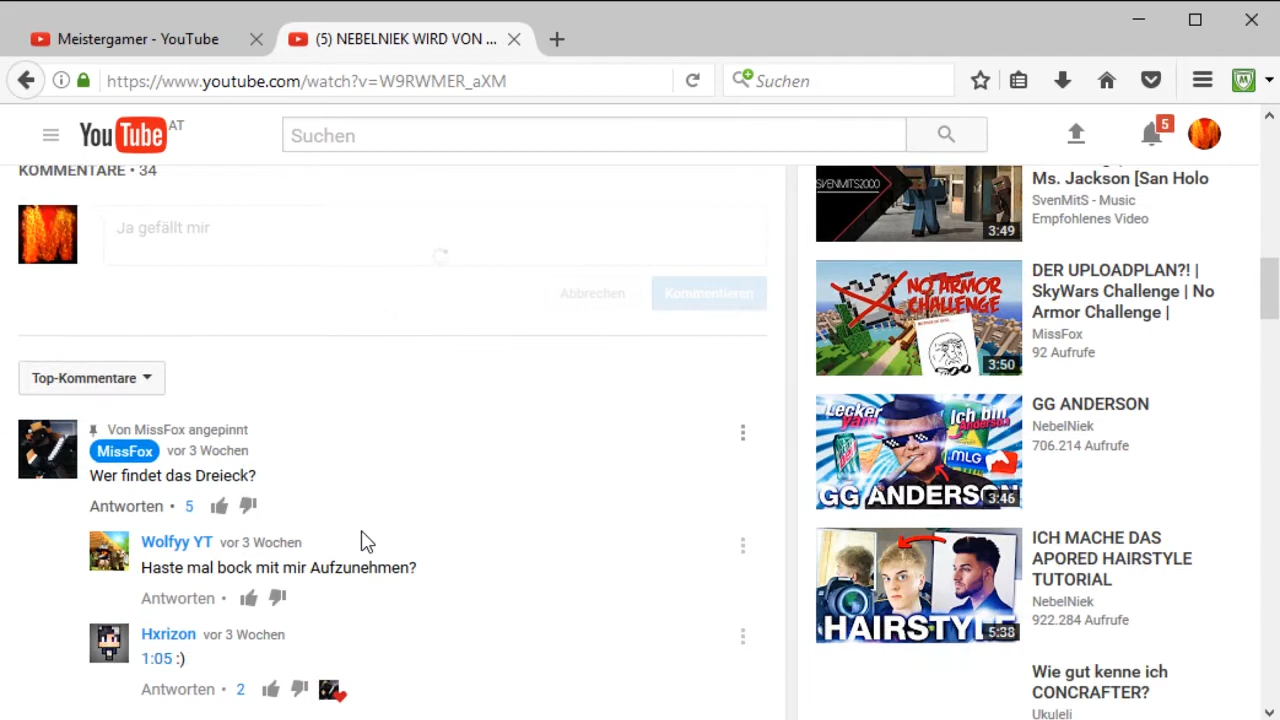 Meistergamer - YouTube
(5) NEBELNIEK WIRD VON ...
https://www.youtube.com/watch?v=W9RWMER_aXM
Suchen
YouTube AT
Suchen
5
KOMMENTARE • 34
Ja gefällt mir
Abbrechen
Kommentieren
Top-Kommentare
Von MissFox angepinnt
MissFox vor 3 Wochen
Wer findet das Dreieck?
Antworten • 5
Wolfyy YT vor 3 Wochen
Haste mal bock mit mir Aufzunehmen?
Antworten •
Hxrizon vor 3 Wochen
1:05 :)
Antworten • 2
SVENMITS2000
3:49
Ms. Jackson [San Holo
SvenMitS - Music
Empfohlenes Video
NO ARMOR
CHALLENGE
3:50
DER UPLOADPLAN?! |
SkyWars Challenge | No
Armor Challenge |
MissFox
92 Aufrufe
Lecker
yam
Ich bin
Anderson
MLG
GG ANDERSON
3:46
GG ANDERSON
NebelNiek
706.214 Aufrufe
HAIRSTYLE
5:38
ICH MACHE DAS
APORED HAIRSTYLE
TUTORIAL
NebelNiek
922.284 Aufrufe
Wie gut kenne ich
CONCRAFTER?
Ukuleli